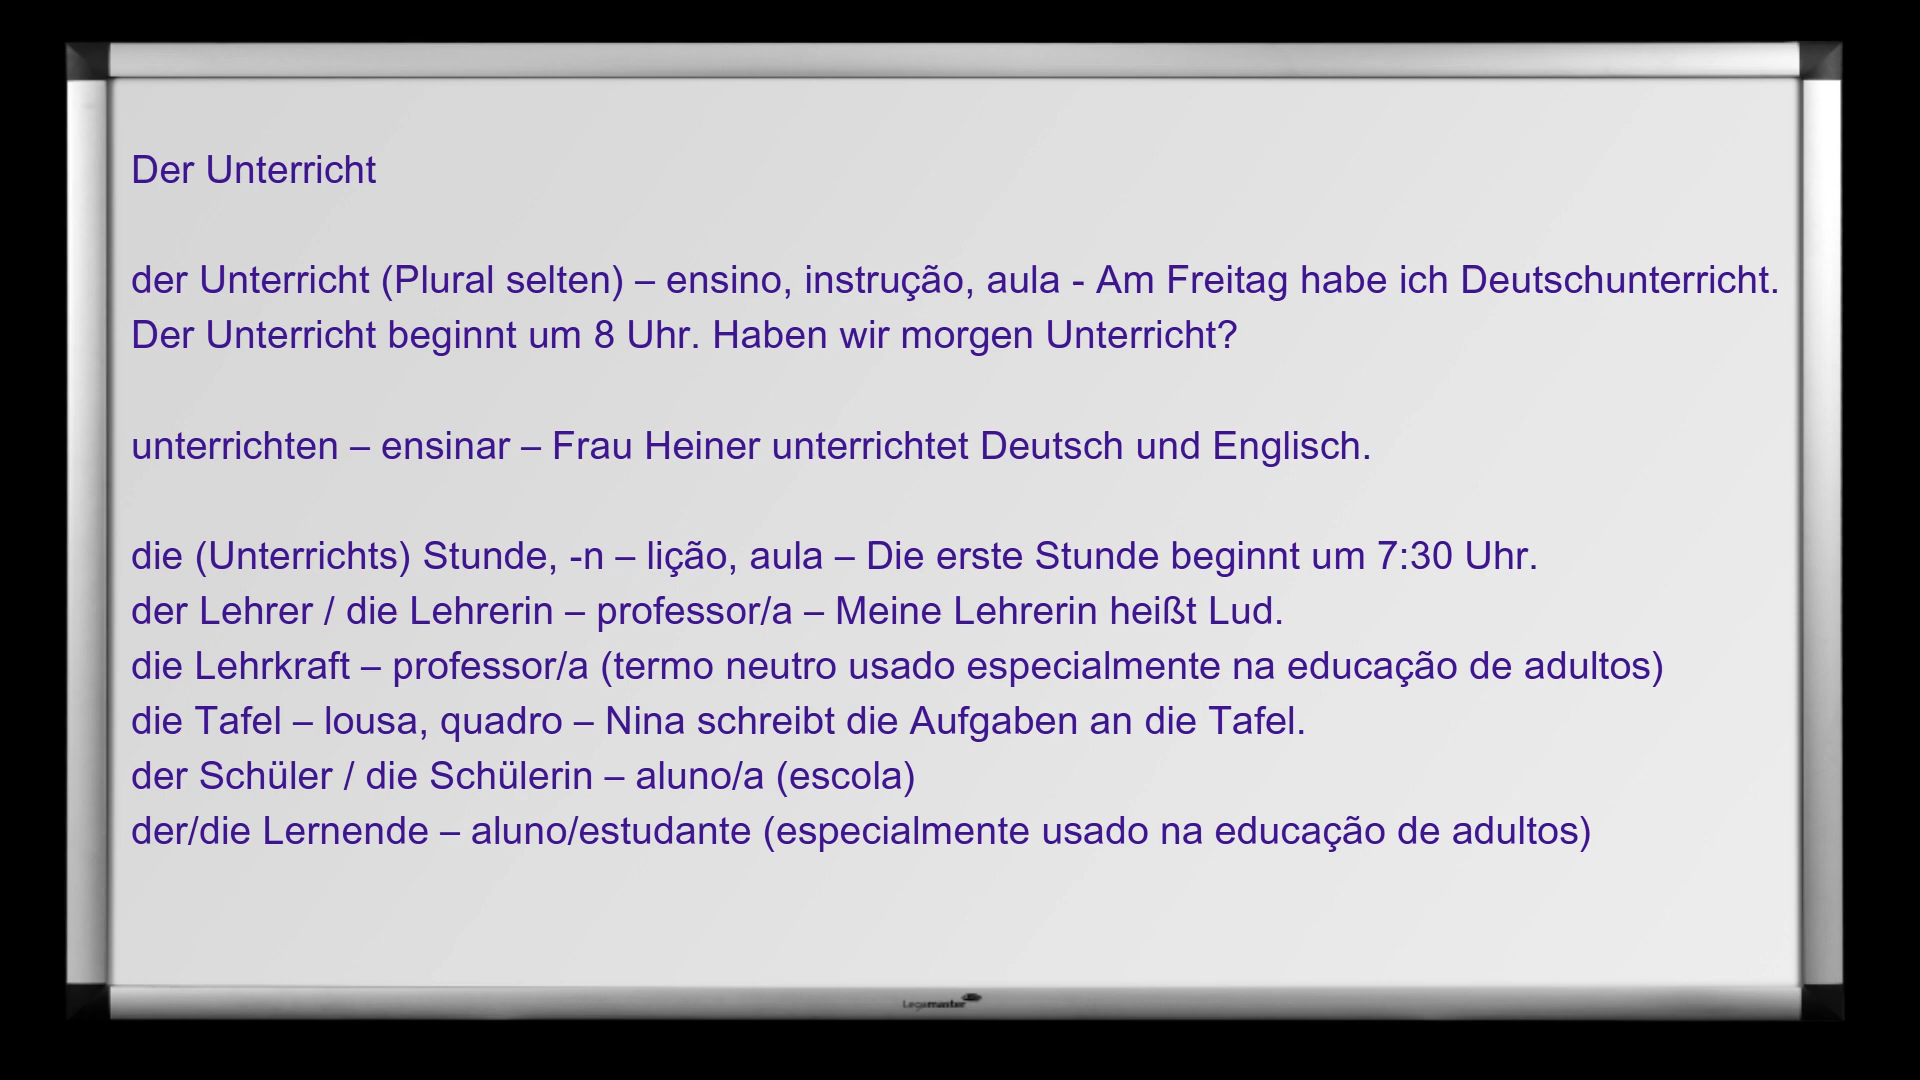 Der Unterricht
der Unterricht (Plural selten) – ensino, instrução, aula - Am Freitag habe ich Deutschunterricht.
Der Unterricht beginnt um 8 Uhr. Haben wir morgen Unterricht?
unterrichten – ensinar – Frau Heiner unterrichtet Deutsch und Englisch.
die (Unterrichts) Stunde, -n – lição, aula – Die erste Stunde beginnt um 7:30 Uhr.
der Lehrer / die Lehrerin – professor/a – Meine Lehrerin heißt Lud.
die Lehrkraft – professor/a (termo neutro usado especialmente na educação de adultos)
die Tafel – lousa, quadro – Nina schreibt die Aufgaben an die Tafel.
der Schüler / die Schülerin – aluno/a (escola)
der/die Lernende – aluno/estudante (especialmente usado na educação de adultos)
Legamaster